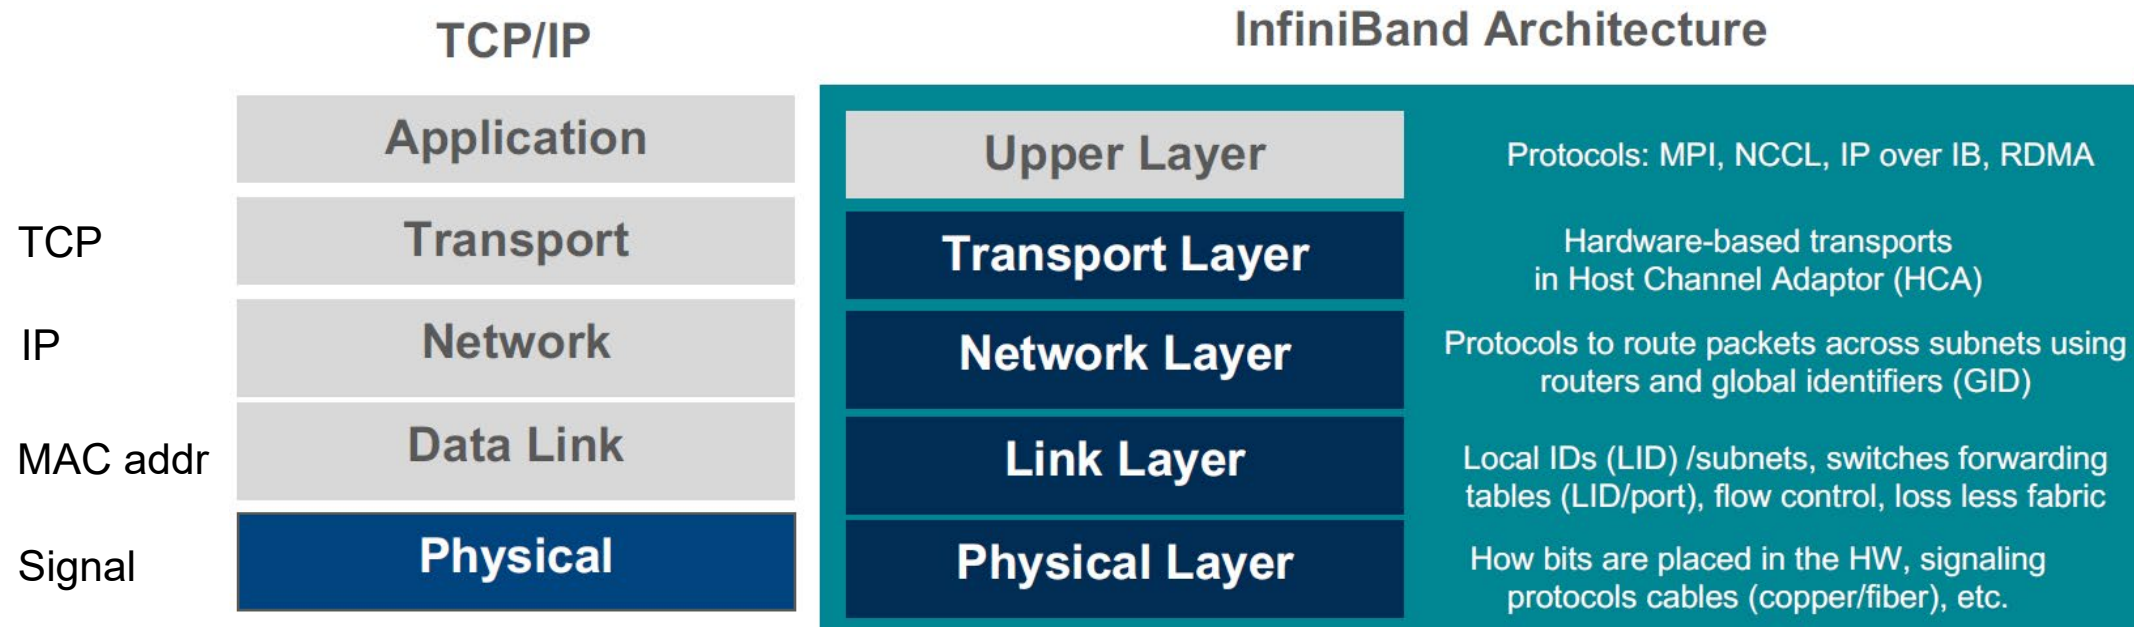 TCP/IP
InfiniBand Architecture
Application
Upper Layer
Protocols: MPI, NCCL, IP over IB, RDMA
TCP
Transport
Transport Layer
Hardware-based transports
in Host Channel Adaptor (HCA)
IP
Network
Network Layer
Protocols to route packets across subnets using
routers and global identifiers (GID)
MAC addr
Data Link
Link Layer
Local IDs (LID) /subnets, switches forwarding
tables (LID/port), flow control, loss less fabric
Signal
Physical
Physical Layer
How bits are placed in the HW, signaling
protocols cables (copper/fiber), etc.